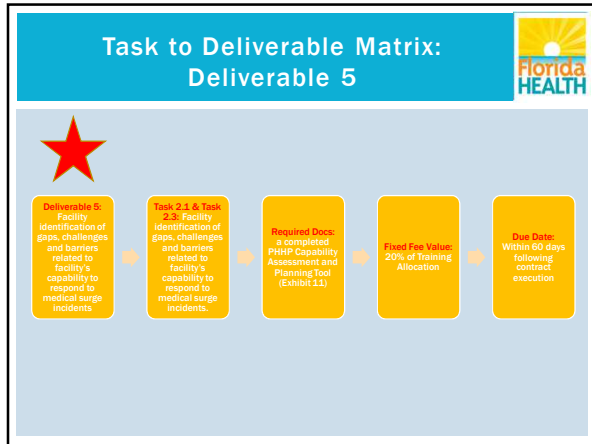 Task to Deliverable Matrix:
Deliverable 5
Florida
HEALTH
Deliverable 5:
Facility
identification of
gaps, challenges
and barriers
related to
facility's
capability to
respond to
medical surge
incidents
Task 2.1 & Task
2.3: Facility
identification of
gaps, challenges
and barriers
related to
facility's
capability to
respond to
medical surge
incidents.
Required Docs:
a completed
PHHP Capability
Assessment and
Planning Tool
(Exhibit 11)
Fixed Fee Value:
20% of Training
Allocation
Due Date:
Within 60 days
following
contract
execution